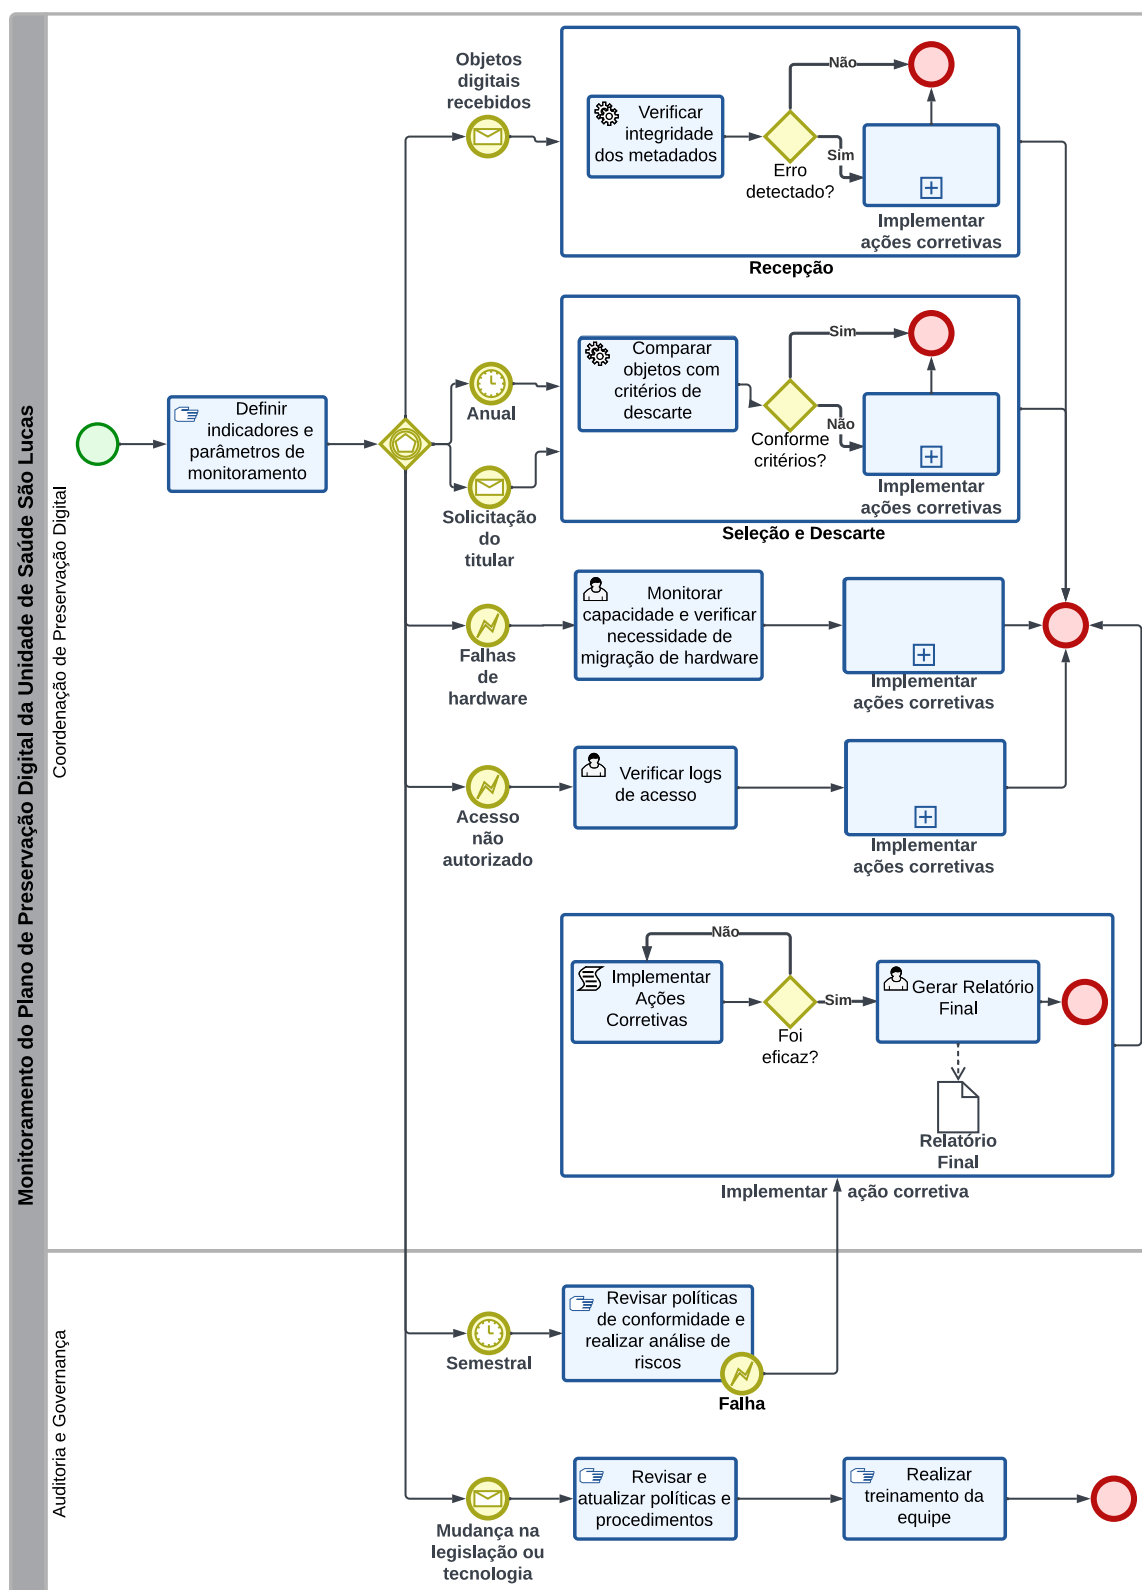 Monitoramento do Plano de Preservação Digital da Unidade de Saúde São Lucas
Coordenação de Preservação Digital
Objetos
digitais
recebidos
Verificar
integridade
dos metadados
Não
Sim
Erro
detectado?
Implementar
ações corretivas
Recepção
Definir
indicadores e
parâmetros de
monitoramento
Anual
Solicitação
do
titular
Comparar
objetos com
critérios de
descarte
Sim
Não
Conforme
critérios?
Implementar
ações corretivas
Seleção e Descarte
Falhas
de
hardware
Monitorar
capacidade e verificar
necessidade de
migração de hardware
Implementar
ações corretivas
Acesso
não
autorizado
Verificar logs
de acesso
Implementar
ações corretivas
Não
Implementar
Ações
Corretivas
Foi
eficaz?
Sim
Gerar Relatório
Final
Relatório
Final
Implementar ação corretiva
Auditoria e Governança
Semestral
Revisar políticas
de conformidade e
realizar análise de
riscos
Falha
Mudança na
legislação ou
tecnologia
Revisar e
atualizar políticas e
procedimentos
Realizar
treinamento da
equipe